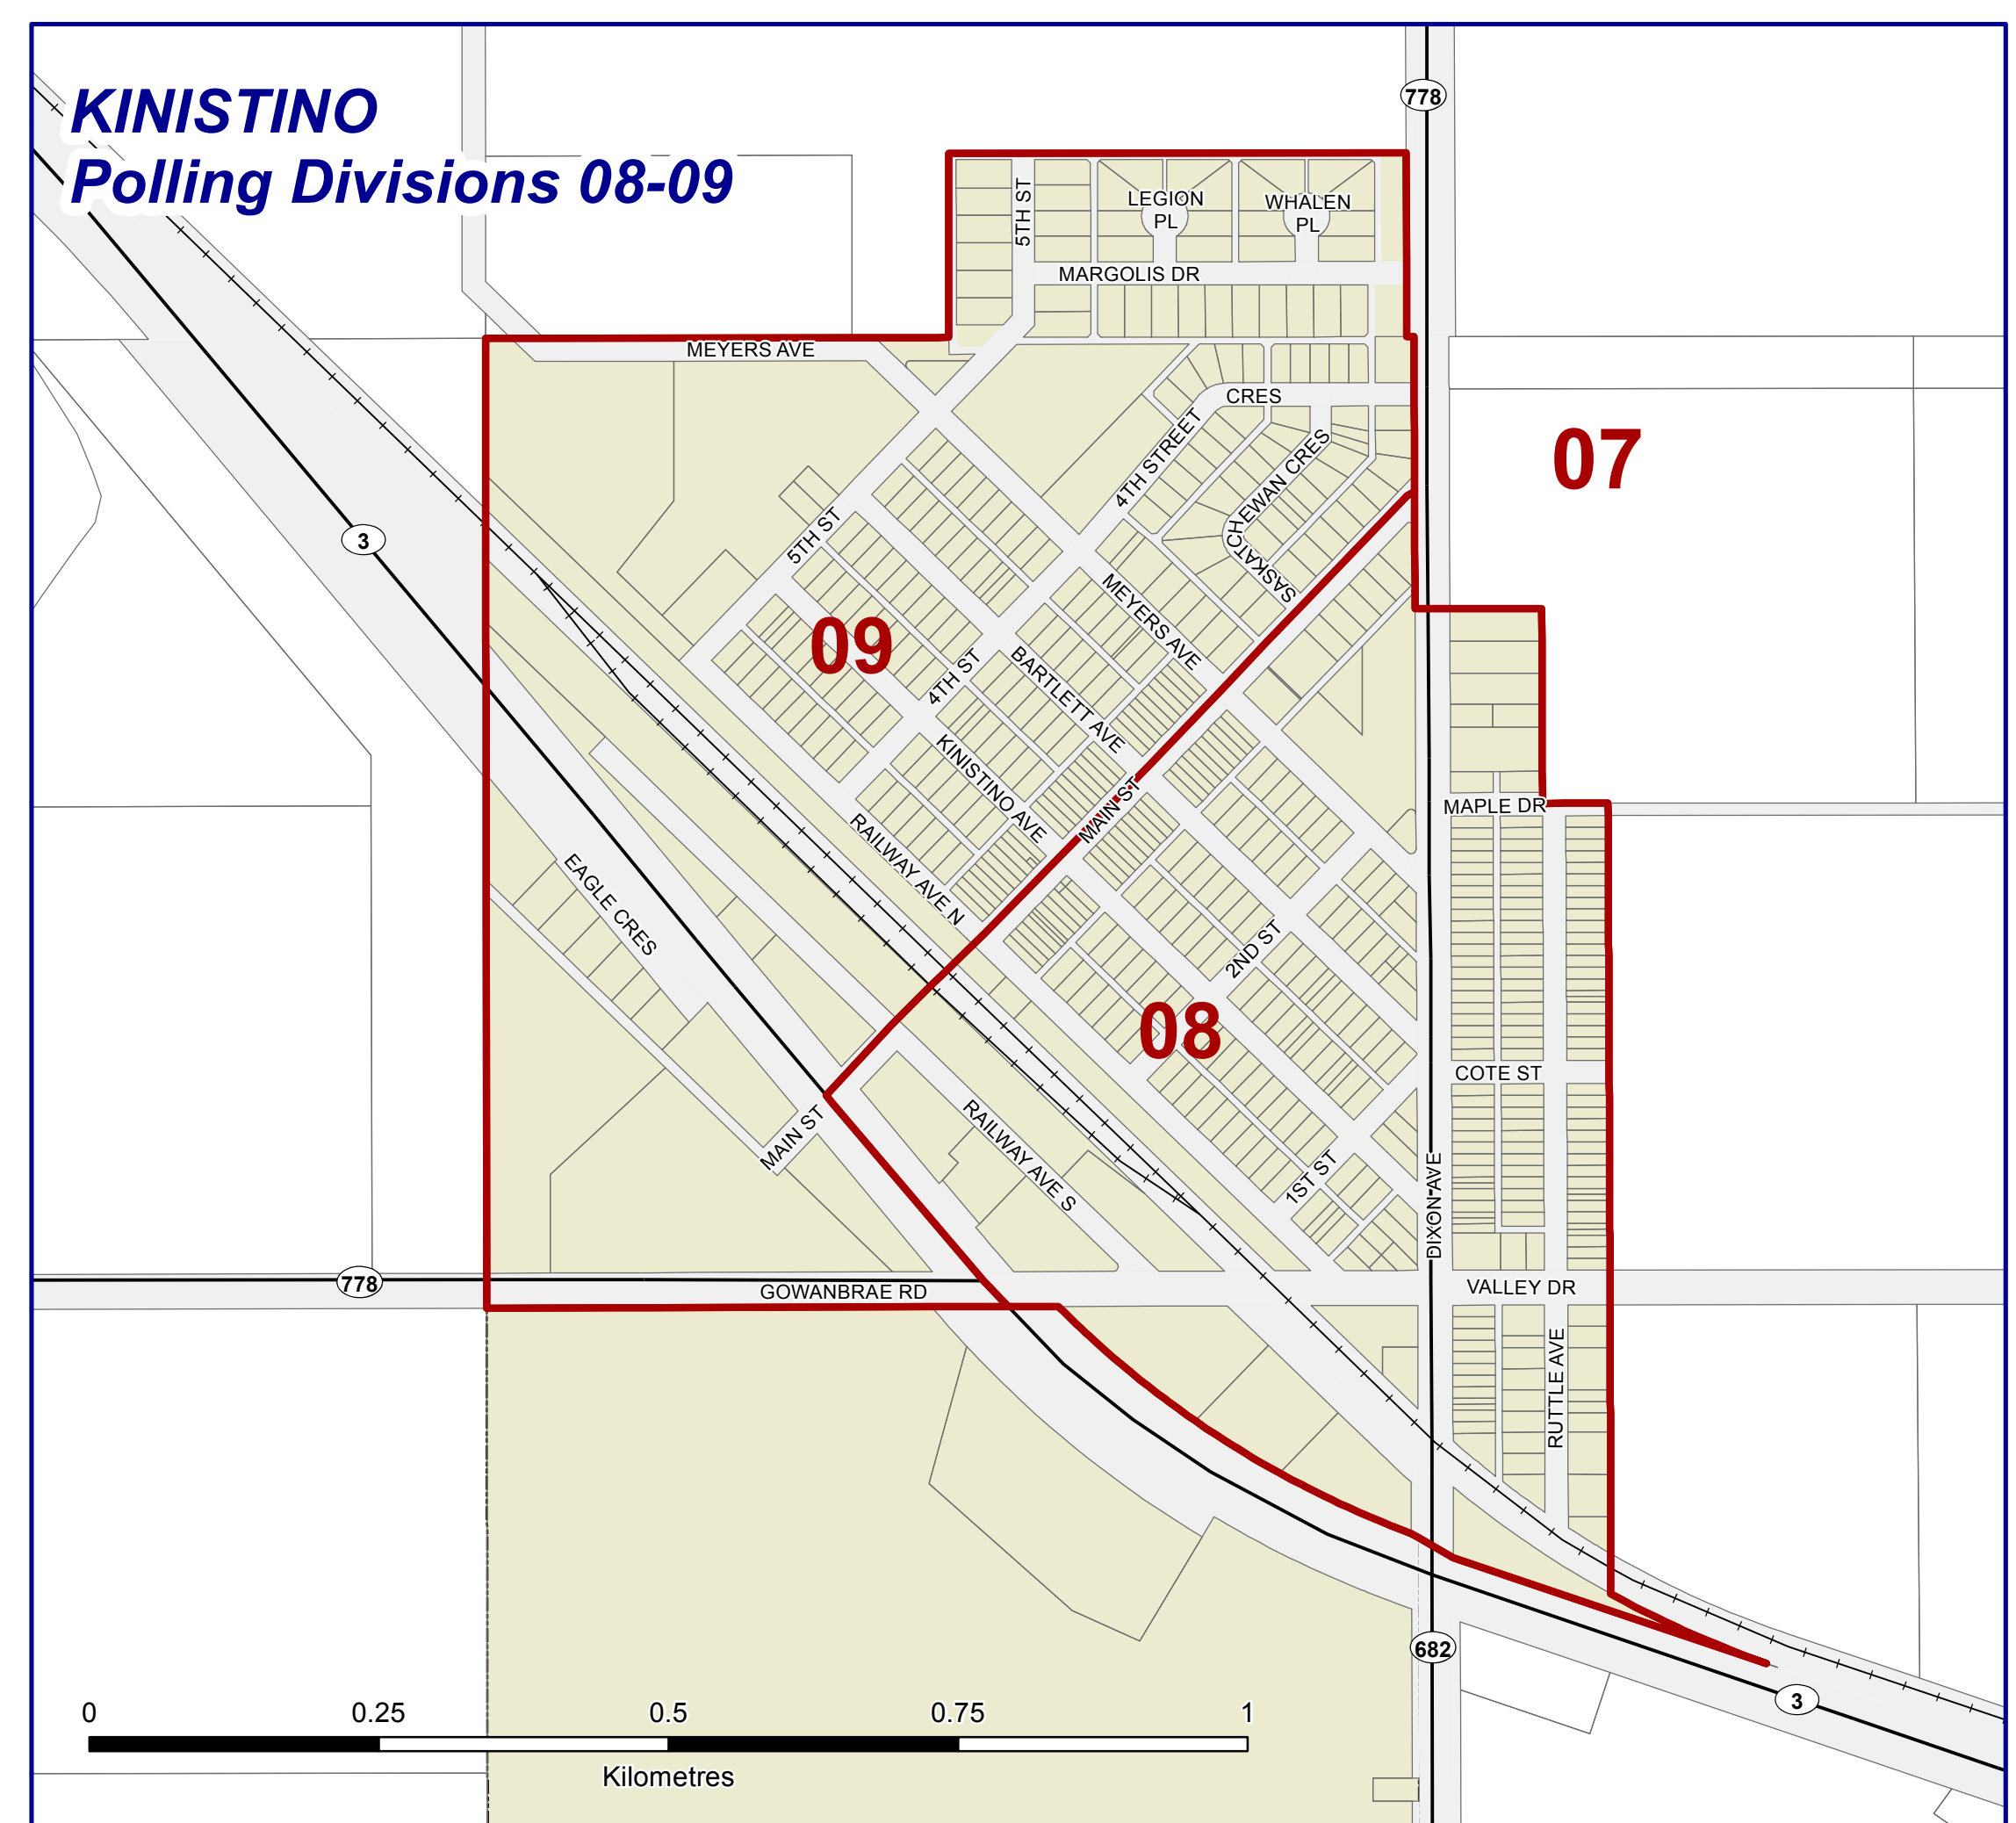 KINISTINO
Polling Divisions 08-09
778
5TH ST
LEGION
PL
WHALEN
PL
MARGOLIS DR
MEYERS AVE
CRES
4TH STREET
SASKATCHEWAN CRES
07
3
5TH ST
MEYERS AVE
09
4TH ST
BARTLETT AVE
KINISTINO AVE
MAIN ST
MAPLE DR
RAILWAY AVE N
EAGLE CRES
2ND ST
08
COTE ST
MAIN ST
RAILWAY AVE S
1ST ST
DIXON AVE
778
GOWANBRAE RD
VALLEY DR
RUTTLE AVE
682
3
0 0.25 0.5 0.75 1
Kilometres